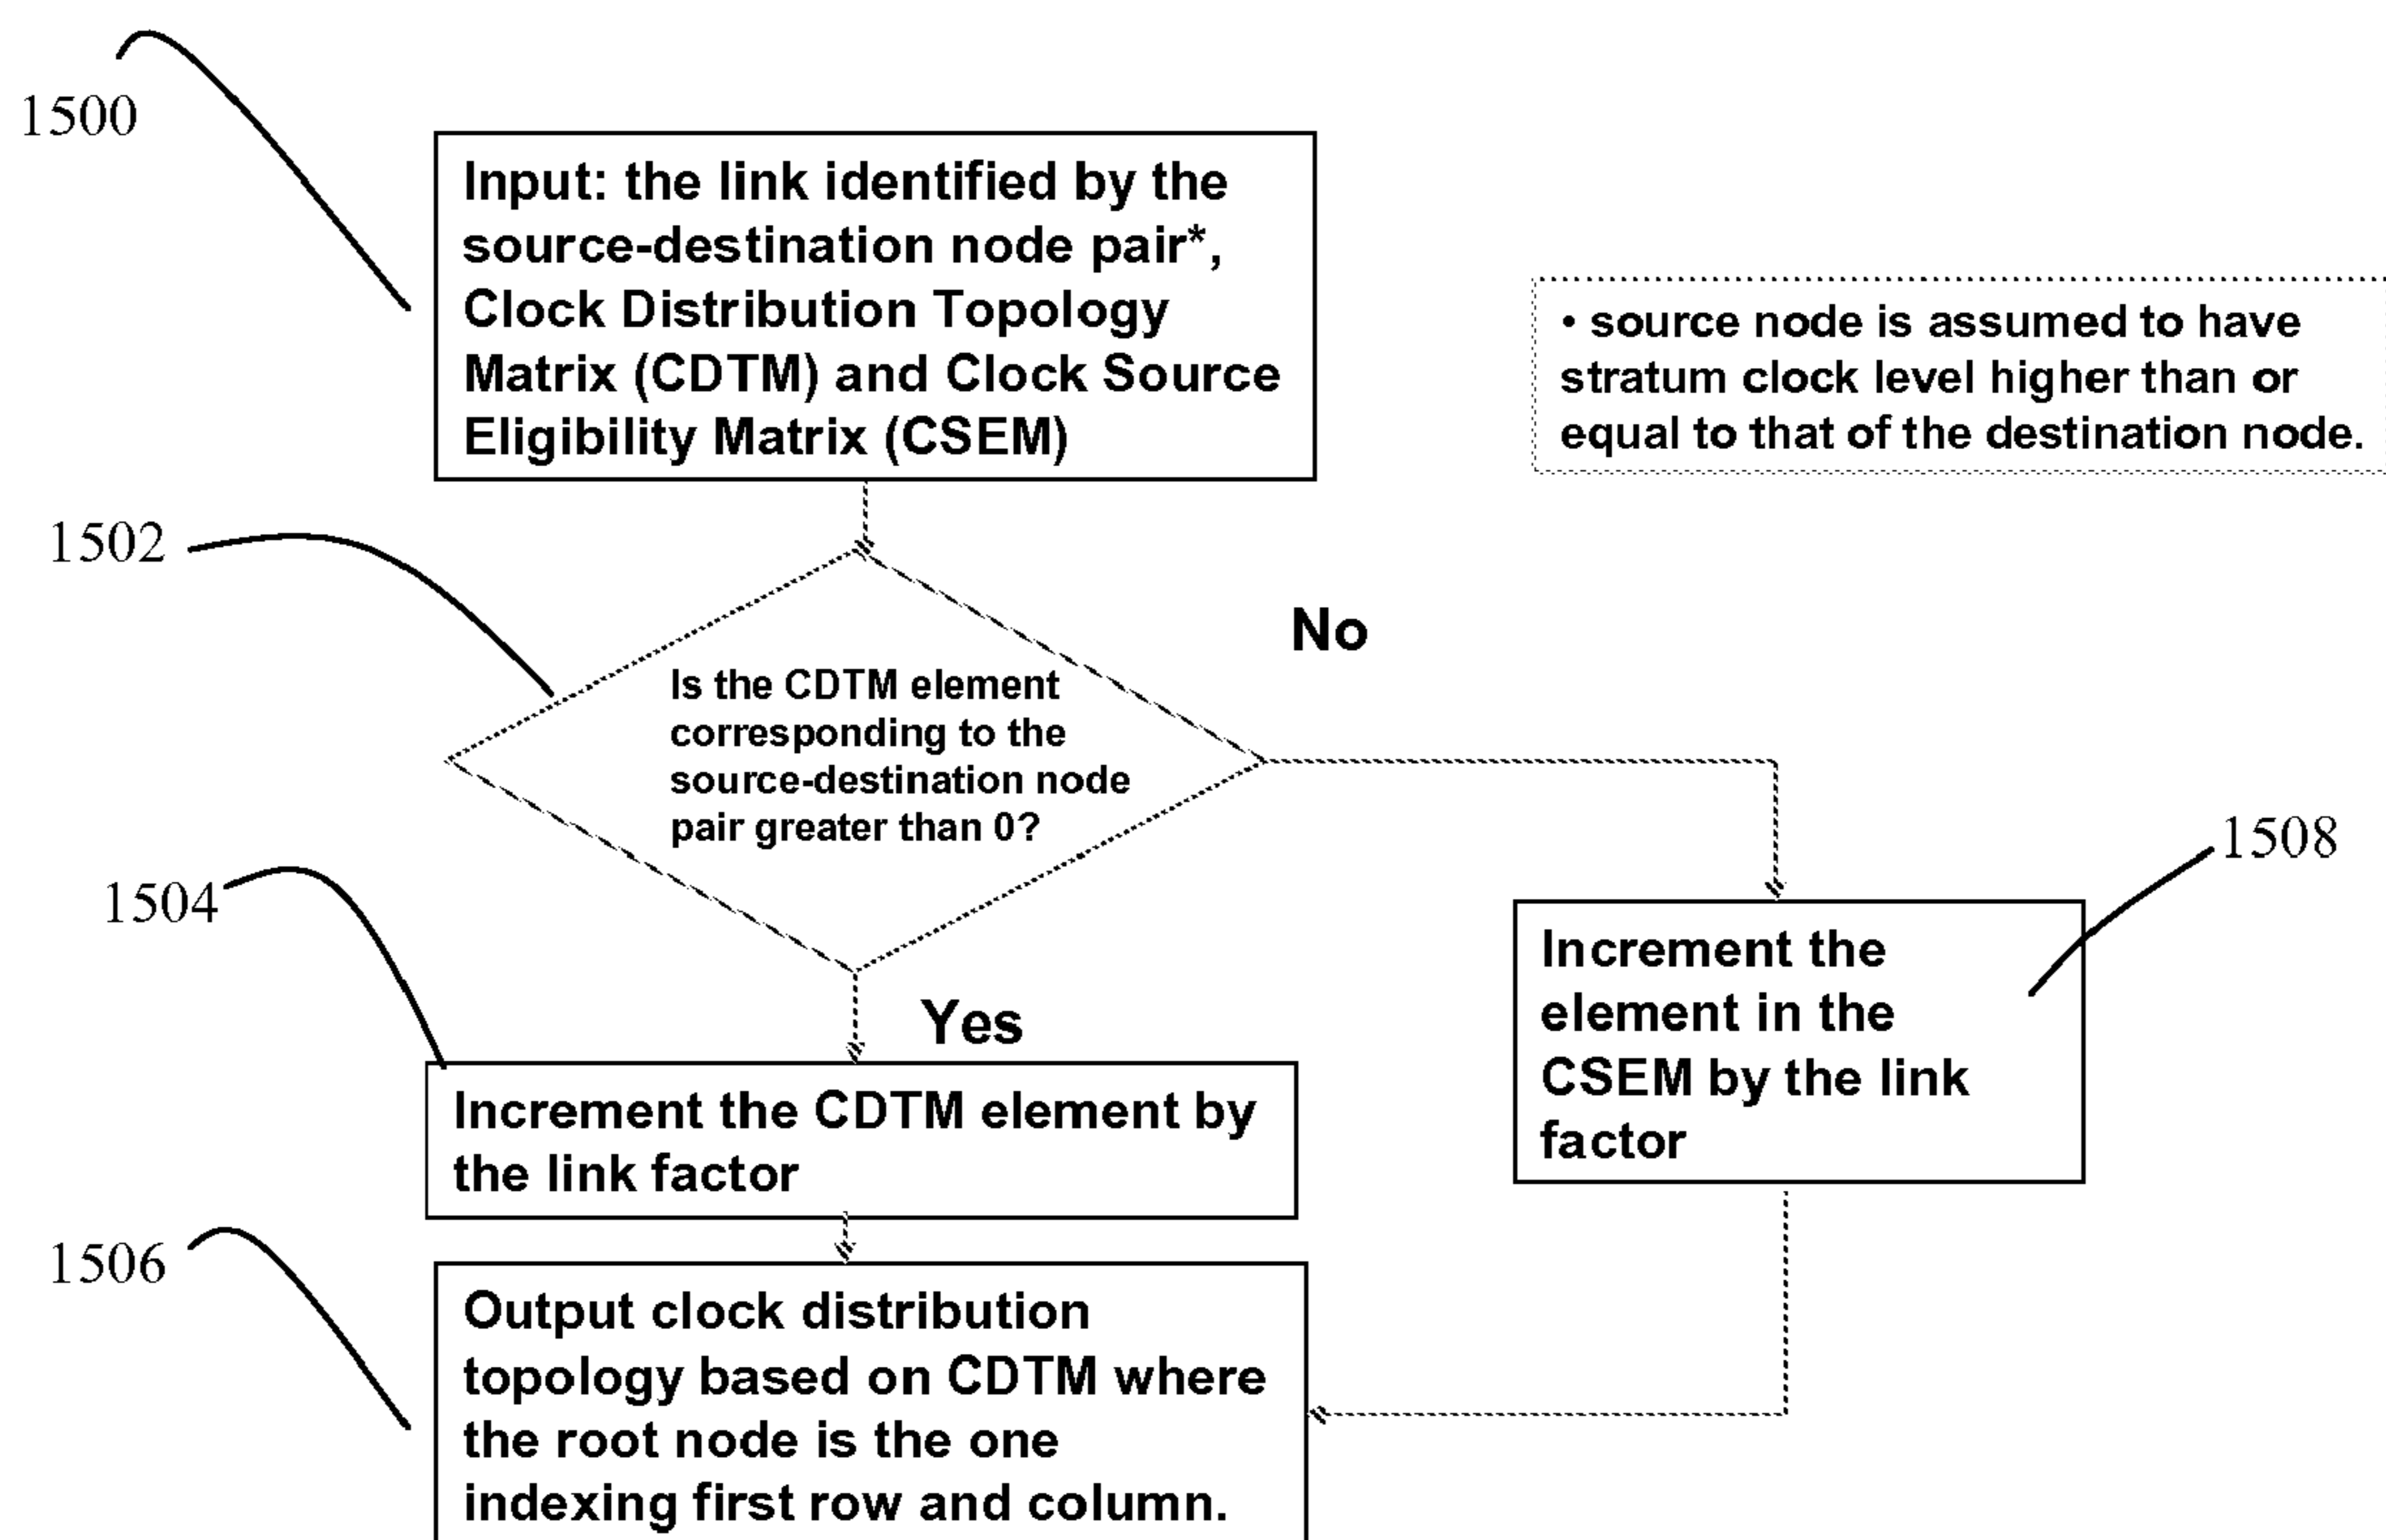 1500
Input: the link identified by the
source-destination node pair*,
Clock Distribution Topology
Matrix (CDTM) and Clock Source
Eligibility Matrix (CSEM)
• source node is assumed to have
stratum clock level higher than or
equal to that of the destination node.
1502
No
Is the CDTM element
corresponding to the
source-destination node
pair greater than 0?
1508
1504
Increment the
element in the
CSEM by the link
factor
Yes
Increment the CDTM element by
the link factor
1506
Output clock distribution
topology based on CDTM where
the root node is the one
indexing first row and column.